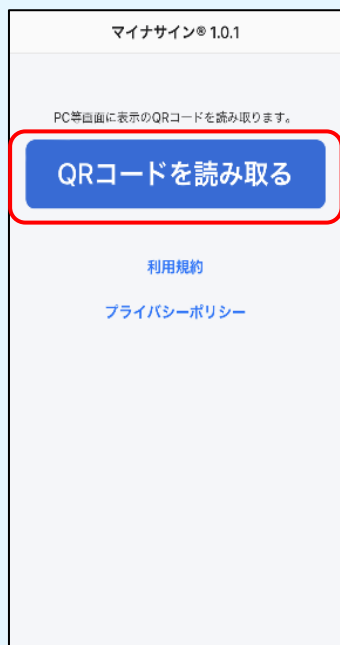 マイナサイン® 1.0.1
PC等画面に表示のQRコードを読み取ります。
QRコードを読み取る
利用規約
プライバシーポリシー